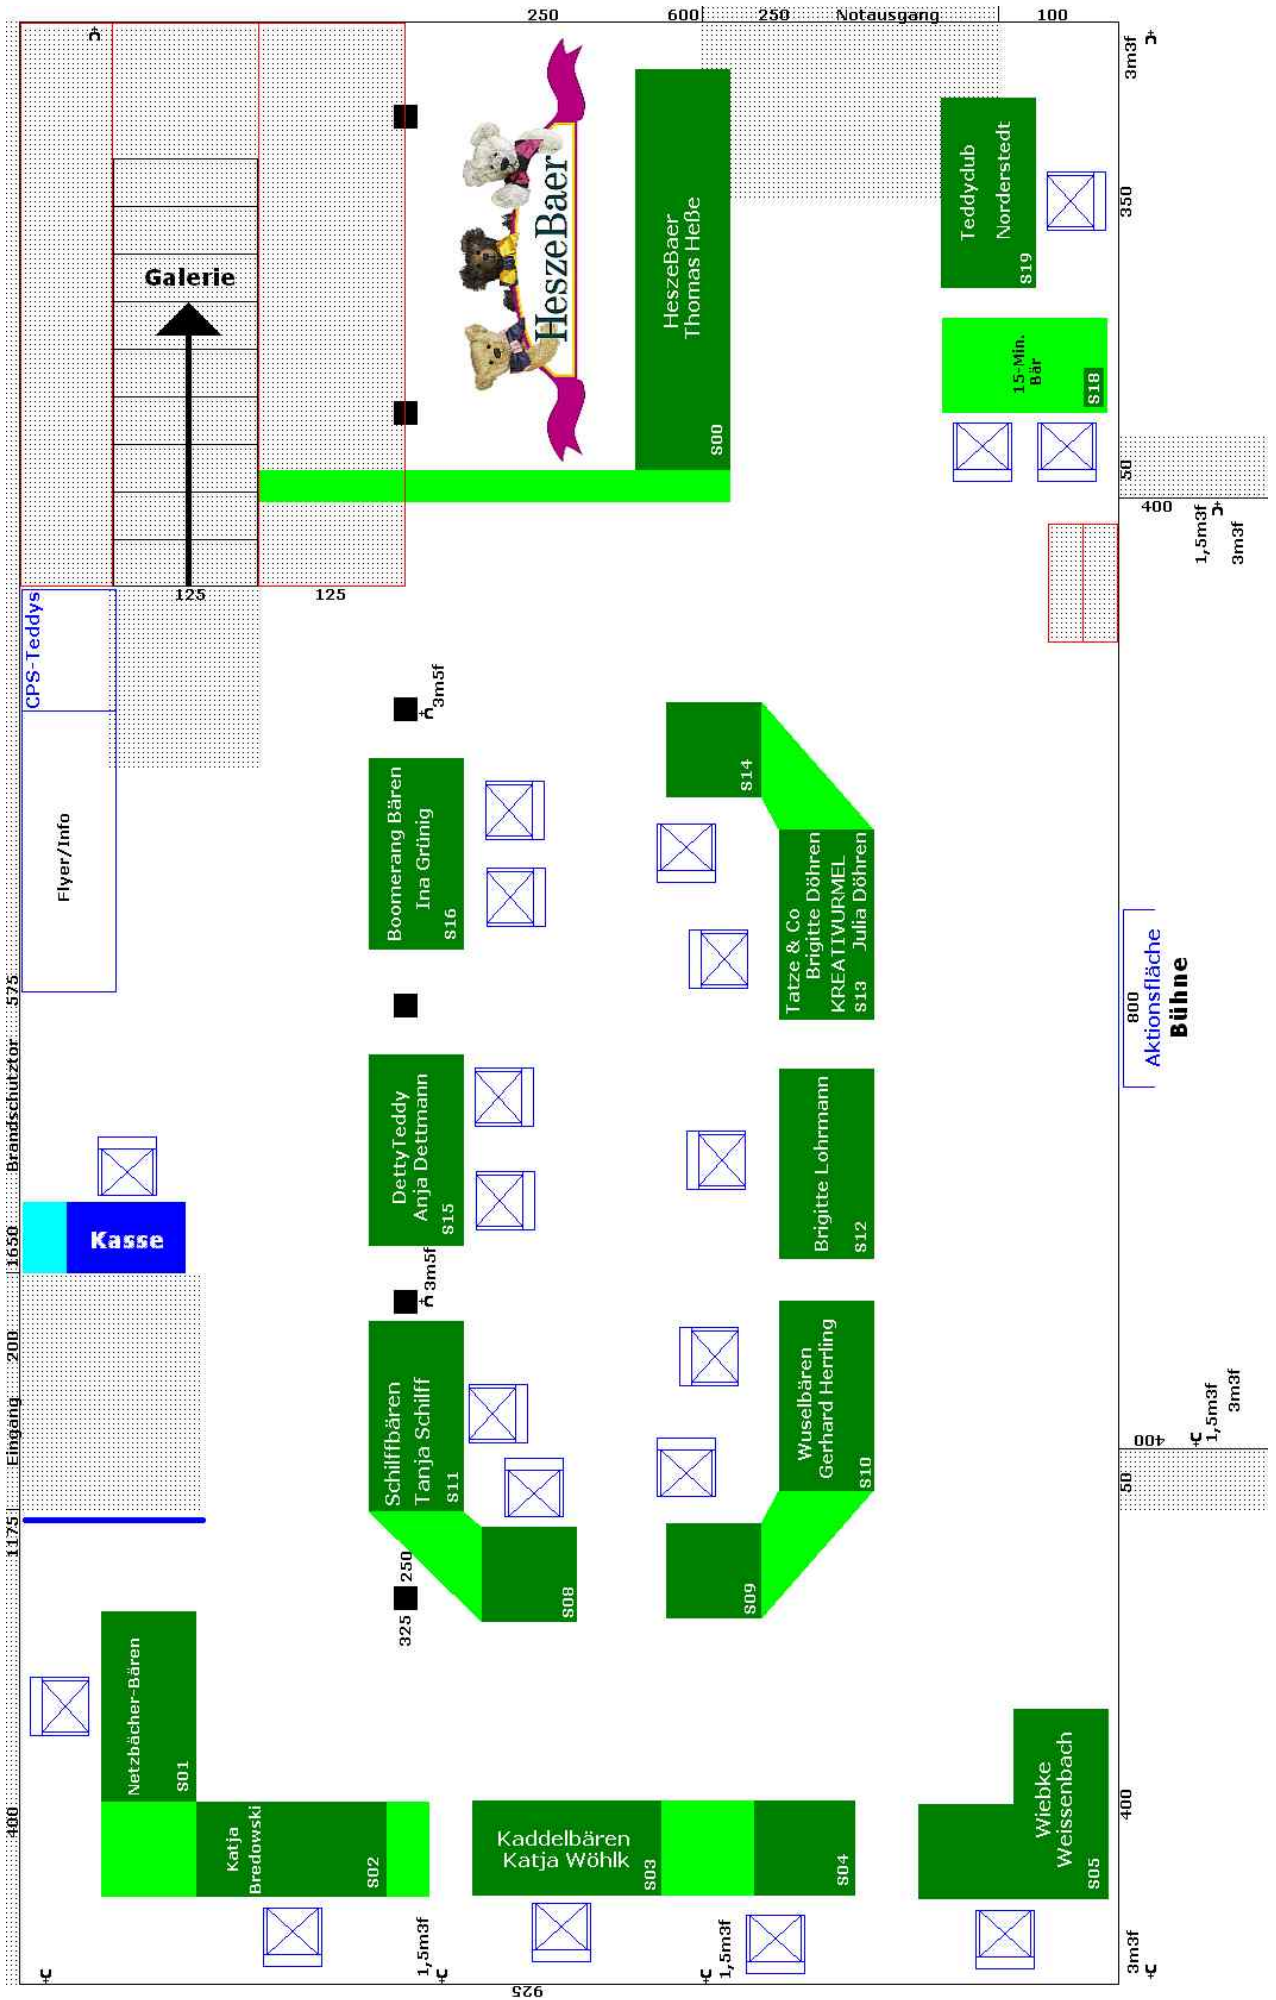 250
600
250
Notausgang
100
3m3f
Galerie
HeszeBaer
HeszeBaer
Thomas Heße
S00
Teddyclub
Norderstedt
S19
350
15-Min.
Bär
S18
50
400
1,5m3f
3m3f
125
125
CPS-Teddys
Flyer/Info
3m5f
Boomerang Bären
Ina Grünig
S16
S14
Tatze & Co
Brigitte Döhren
KREATIVURMEL
S13 Julia Döhren
800
Aktionsfläche
Bühne
575
Brandschutztor
1650
Kasse
DettyTeddy
Anja Dettmann
S15
Brigitte Lohrmann
S12
3m5f
200
Eingang
1175
Schilffbären
Tanja Schilff
S11
Wuselbären
Gerhard Herrling
S10
400
1,5m3f
3m3f
50
250
325
S08
S09
Netzbächer-Bären
S01
400
Katja
Bredowski
S02
Kaddelbären
Katja Wöhlk
S03
S04
Wiebke
Weissenbach
S05
400
1,5m3f
925
1,5m3f
3m3f